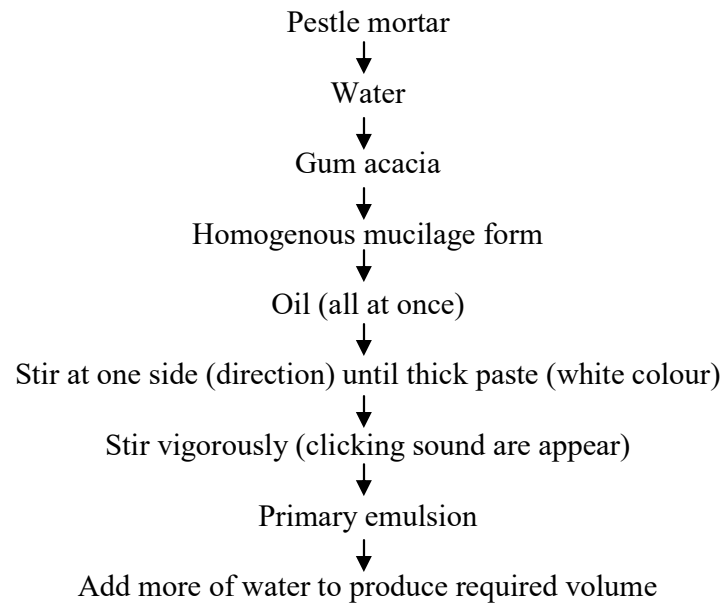 Pestle mortar
Water
Gum acacia
Homogenous mucilage form
Oil (all at once)
Stir at one side (direction) until thick paste (white colour)
Stir vigorously (clicking sound are appear)
Primary emulsion
Add more of water to produce required volume